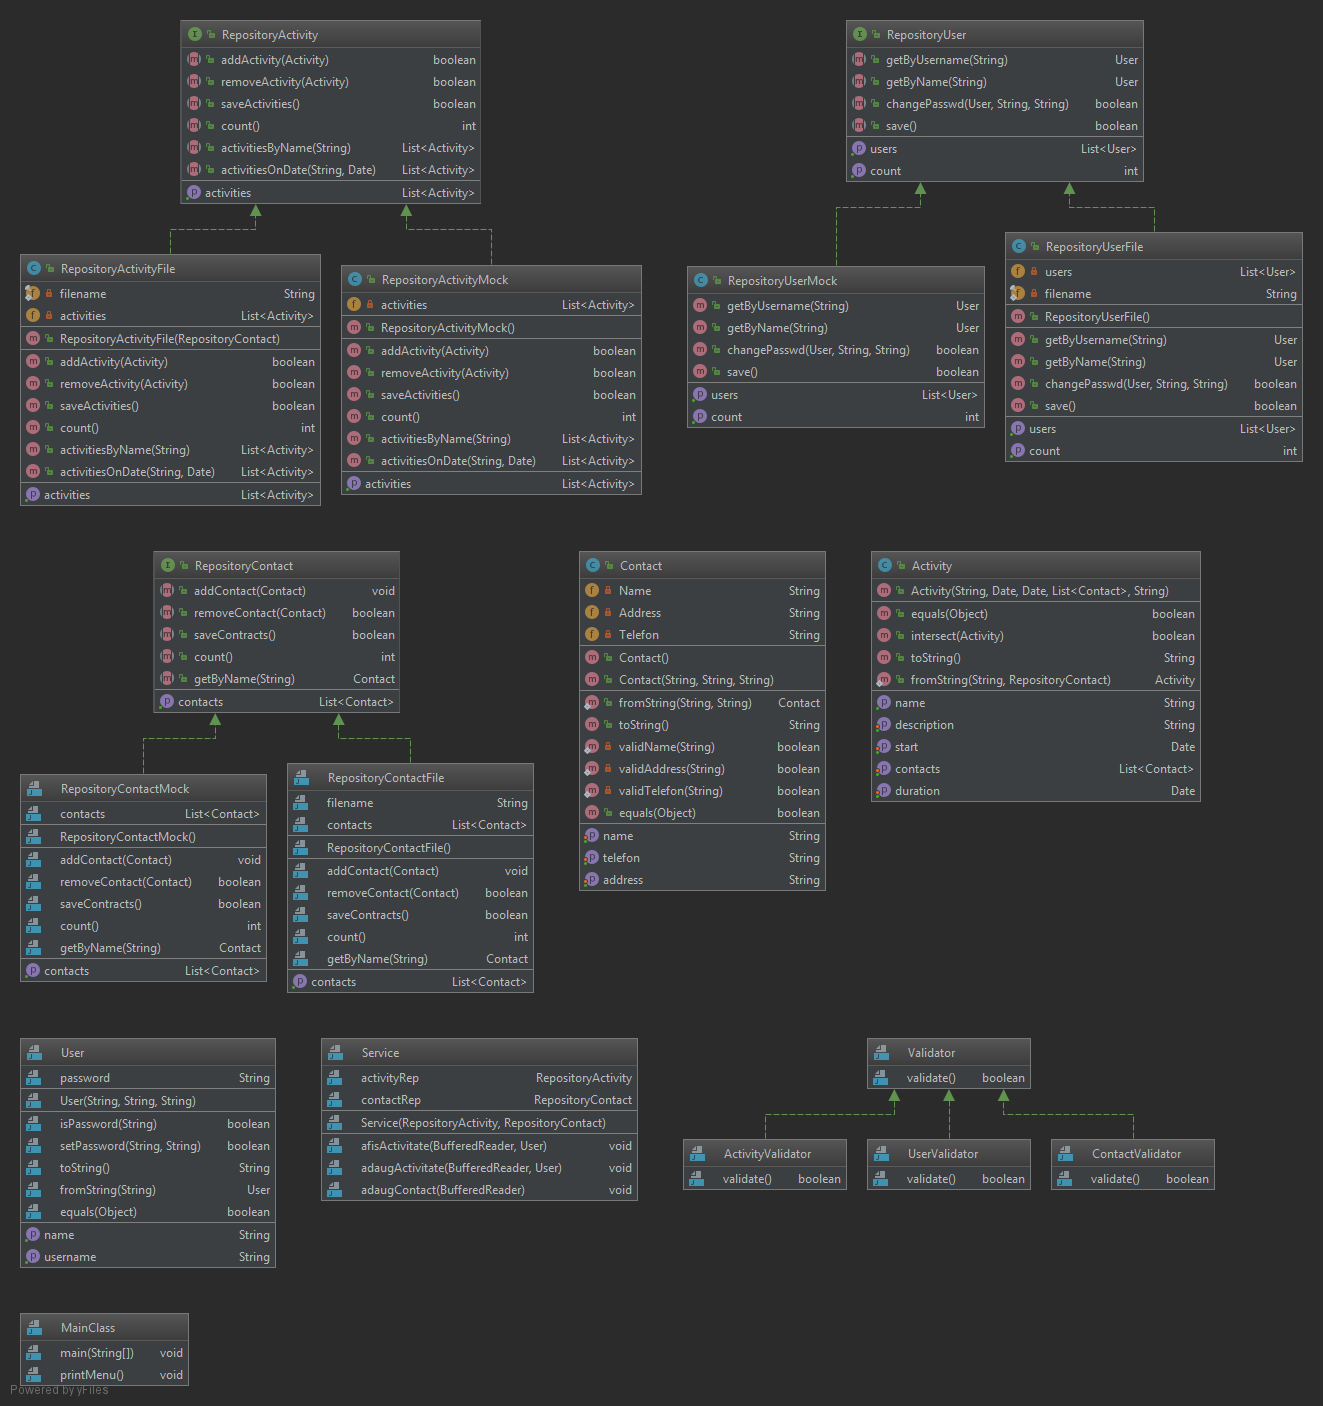 RepositoryActivity
addActivity(Activity) boolean
removeActivity(Activity) boolean
saveActivities() boolean
count() int
activitiesByName(String) List<Activity>
activitiesOnDate(String, Date) List<Activity>
activities List<Activity>
RepositoryUser
getByUsername(String) User
getByName(String) User
changePasswd(User, String, String) boolean
save() boolean
users List<User>
count int
RepositoryActivityFile
filename String
activities List<Activity>
RepositoryActivityFile(RepositoryContact)
addActivity(Activity) boolean
removeActivity(Activity) boolean
saveActivities() boolean
count() int
activitiesByName(String) List<Activity>
activitiesOnDate(String, Date) List<Activity>
activities List<Activity>
RepositoryActivityMock
activities List<Activity>
RepositoryActivityMock()
addActivity(Activity) boolean
removeActivity(Activity) boolean
saveActivities() boolean
count() int
activitiesByName(String) List<Activity>
activitiesOnDate(String, Date) List<Activity>
activities List<Activity>
RepositoryUserMock
getByUsername(String) User
getByName(String) User
changePasswd(User, String, String) boolean
save() boolean
users List<User>
count int
RepositoryUserFile
users List<User>
filename String
RepositoryUserFile()
getByUsername(String) User
getByName(String) User
changePasswd(User, String, String) boolean
save() boolean
users List<User>
count int
RepositoryContact
addContact(Contact) void
removeContact(Contact) boolean
saveContracts() boolean
count() int
getByName(String) Contact
contacts List<Contact>
RepositoryContactMock
contacts List<Contact>
RepositoryContactMock()
addContact(Contact) void
removeContact(Contact) boolean
saveContracts() boolean
count() int
getByName(String) Contact
contacts List<Contact>
RepositoryContactFile
filename String
contacts List<Contact>
RepositoryContactFile()
addContact(Contact) void
removeContact(Contact) boolean
saveContracts() boolean
count() int
getByName(String) Contact
contacts List<Contact>
Contact
Name String
Address String
Telefon String
Contact()
Contact(String, String, String)
fromString(String, String) Contact
toString() String
validName(String) boolean
validAddress(String) boolean
validTelefon(String) boolean
equals(Object) boolean
name String
telefon String
address String
Activity
Activity(String, Date, Date, List<Contact>, String)
equals(Object) boolean
intersect(Activity) boolean
toString() String
fromString(String, RepositoryContact) Activity
name String
description String
start Date
contacts List<Contact>
duration Date
User
password String
User(String, String, String)
isPassword(String) boolean
setPassword(String, String) boolean
toString() String
fromString(String) User
equals(Object) boolean
name String
username String
Service
activityRep RepositoryActivity
contactRep RepositoryContact
Service(RepositoryActivity, RepositoryContact)
afisActivitate(BufferedReader, User) void
adaugActivitate(BufferedReader, User) void
adaugContact(BufferedReader) void
Validator
validate() boolean
ActivityValidator
validate() boolean
UserValidator
validate() boolean
ContactValidator
validate() boolean
MainClass
main(String[]) void
printMenu() void
Powered by yFiles